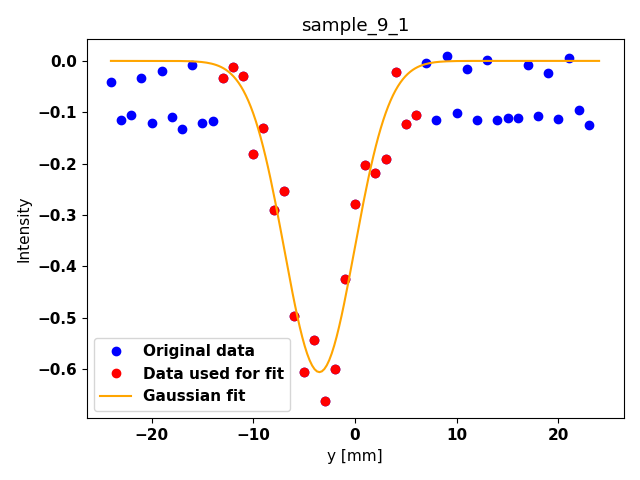 sample_9_1
0.0
−0.1
−0.2
−0.3
−0.4
−0.5
−0.6
Intensity
Original data
Data used for fit
Gaussian fit
−20
−10
0
10
20
y [mm]